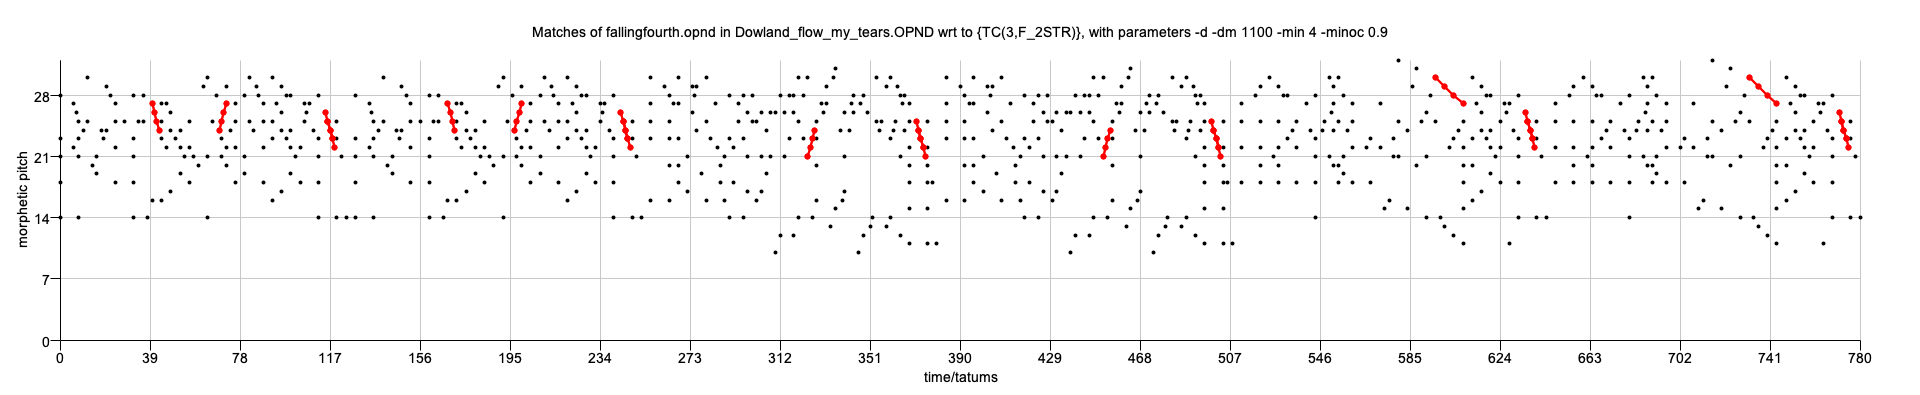 Matches of fallingfourth.opnd in Dowland_flow_my_tears.OPND wrt to {TC(3,F_2STR)}, with parameters -d -dm 1100 -min 4 -minoc 0.9
morphetic pitch
28
21
14
7
0
0 39 78 117 156 195 234 273 312 351 390 429 468 507 546 585 624 663 702 741 780
time/tatums